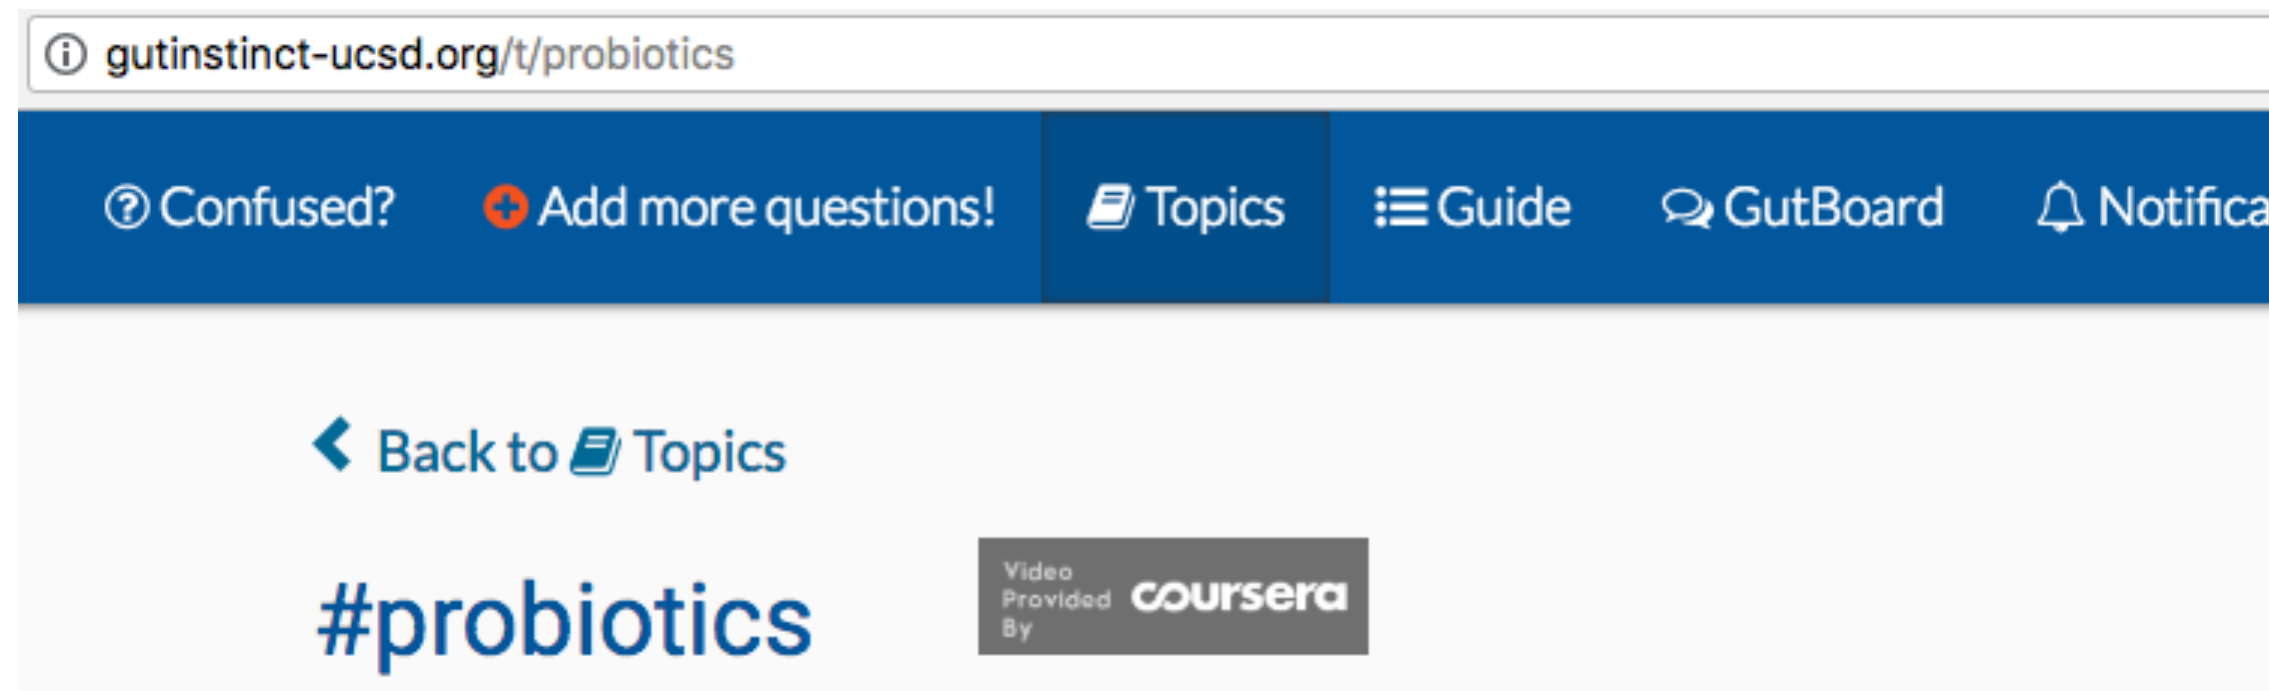 gutinstinct-ucsd.org/t/probiotics
Confused? Add more questions! Topics Guide GutBoard Notifica
Back to Topics
#probiotics
Video
Provided
By
coursera